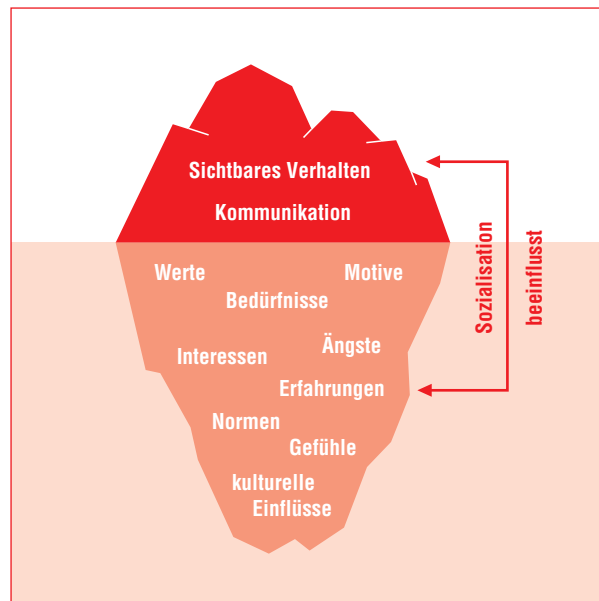 Sichtbares Verhalten
Kommunikation
Werte
Motive
Bedürfnisse
Ängste
Interessen
Erfahrungen
Normen
Gefühle
kulturelle
Einflüsse
Sozialisation
beeinflusst